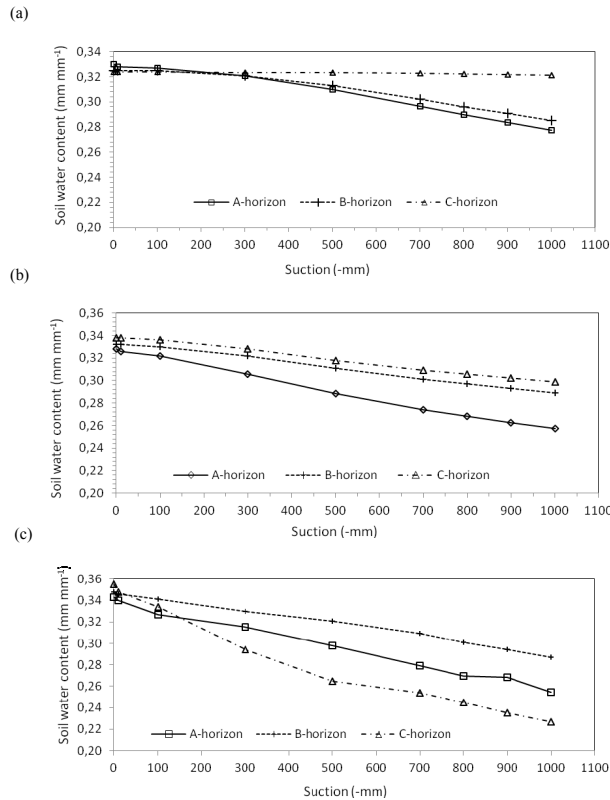 (a)
Soil water content (mm mm⁻¹)
0,34
0,32
0,30
0,28
0,26
0,24
0,22
0,20
A-horizon B-horizon C-horizon
0 100 200 300 400 500 600 700 800 900 1000 1100
Suction (-mm)
(b)
Soil water content (mm mm⁻¹)
0,36
0,34
0,32
0,30
0,28
0,26
0,24
0,22
0,20
A-horizon B-horizon C-horizon
0 100 200 300 400 500 600 700 800 900 1000 1100
Suction (-mm)
(c)
Soil water content (mm mm⁻¹)
0,36
0,34
0,32
0,30
0,28
0,26
0,24
0,22
0,20
A-horizon B-horizon C-horizon
0 100 200 300 400 500 600 700 800 900 1000 1100
Suction (-mm)